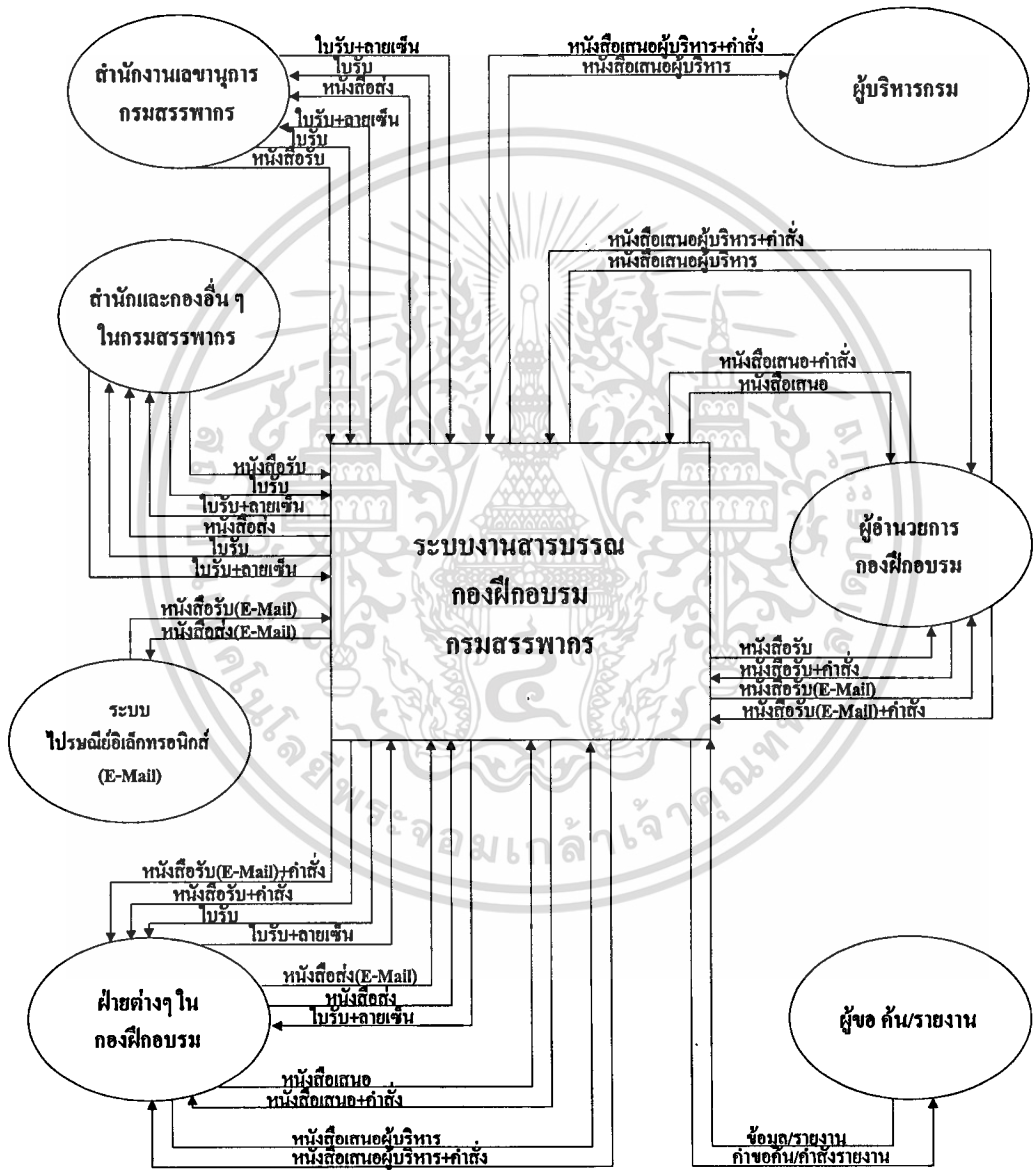 ใบรับ+ลายเซ็น
ใบรับ
หนังสือส่ง
สำนักงานเลขานุการ
กรมสรรพากร
ใบรับ+ลายเซ็น
ใบรับ
หนังสือรับ
หนังสือเสนอผู้บริหาร+คำสั่ง
หนังสือเสนอผู้บริหาร
ผู้บริหารกรม
หนังสือเสนอผู้บริหาร+คำสั่ง
หนังสือเสนอผู้บริหาร
สำนักและกองอื่น ๆ
ในกรมสรรพากร
หนังสือเสนอ+คำสั่ง
หนังสือเสนอ
หนังสือรับ
ใบรับ
ใบรับ+ลายเซ็น
หนังสือส่ง
ใบรับ
ใบรับ+ลายเซ็น
ระบบงานสารบรรณ
กองฝึกอบรม
กรมสรรพากร
ผู้อำนวยการ
กองฝึกอบรม
หนังสือรับ(E-Mail)
หนังสือส่ง(E-Mail)
ระบบ
ไปรษณีย์อิเล็กทรอนิกส์
(E-Mail)
หนังสือรับ
หนังสือรับ+คำสั่ง
หนังสือรับ(E-Mail)
หนังสือรับ(E-Mail)+คำสั่ง
หนังสือรับ(E-Mail)+คำสั่ง
หนังสือรับ+คำสั่ง
ใบรับ
ใบรับ+ลายเซ็น
ฝ่ายต่างๆ ใน
กองฝึกอบรม
หนังสือส่ง(E-Mail)
หนังสือส่ง
ใบรับ+ลายเซ็น
หนังสือเสนอ
หนังสือเสนอ+คำสั่ง
หนังสือเสนอผู้บริหาร
หนังสือเสนอผู้บริหาร+คำสั่ง
ผู้ขอ ค้น/รายงาน
ข้อมูล/รายงาน
คำขอค้น/คำสั่งรายงาน
พระจอมเกล้าเจ้าคุณทหาร